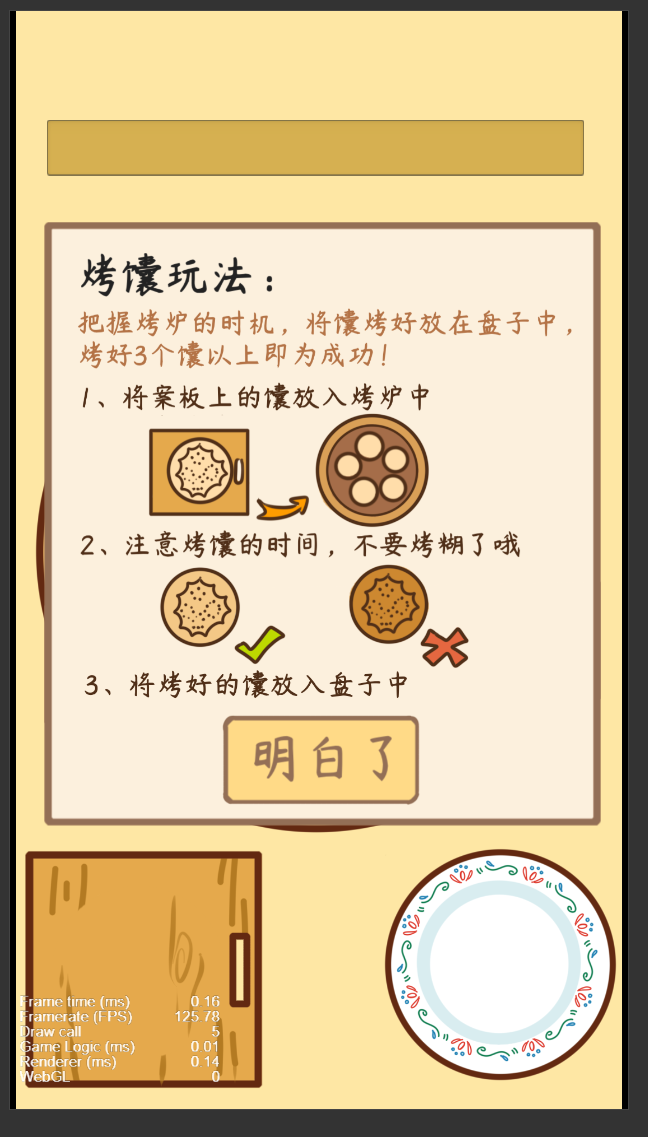 烤馕玩法：
把握烤炉的时机，将馕烤好放在盘子中，
烤好3个馕以上即为成功！
1、将案板上的馕放入烤炉中
2、注意烤馕的时间，不要烤糊了哦
3、将烤好的馕放入盘子中
明白了
Frame time (ms) 0.16
Framerate (FPS) 125.78
Draw call 5
Game Logic (ms) 0.01
Renderer (ms) 0.14
WebGL 0